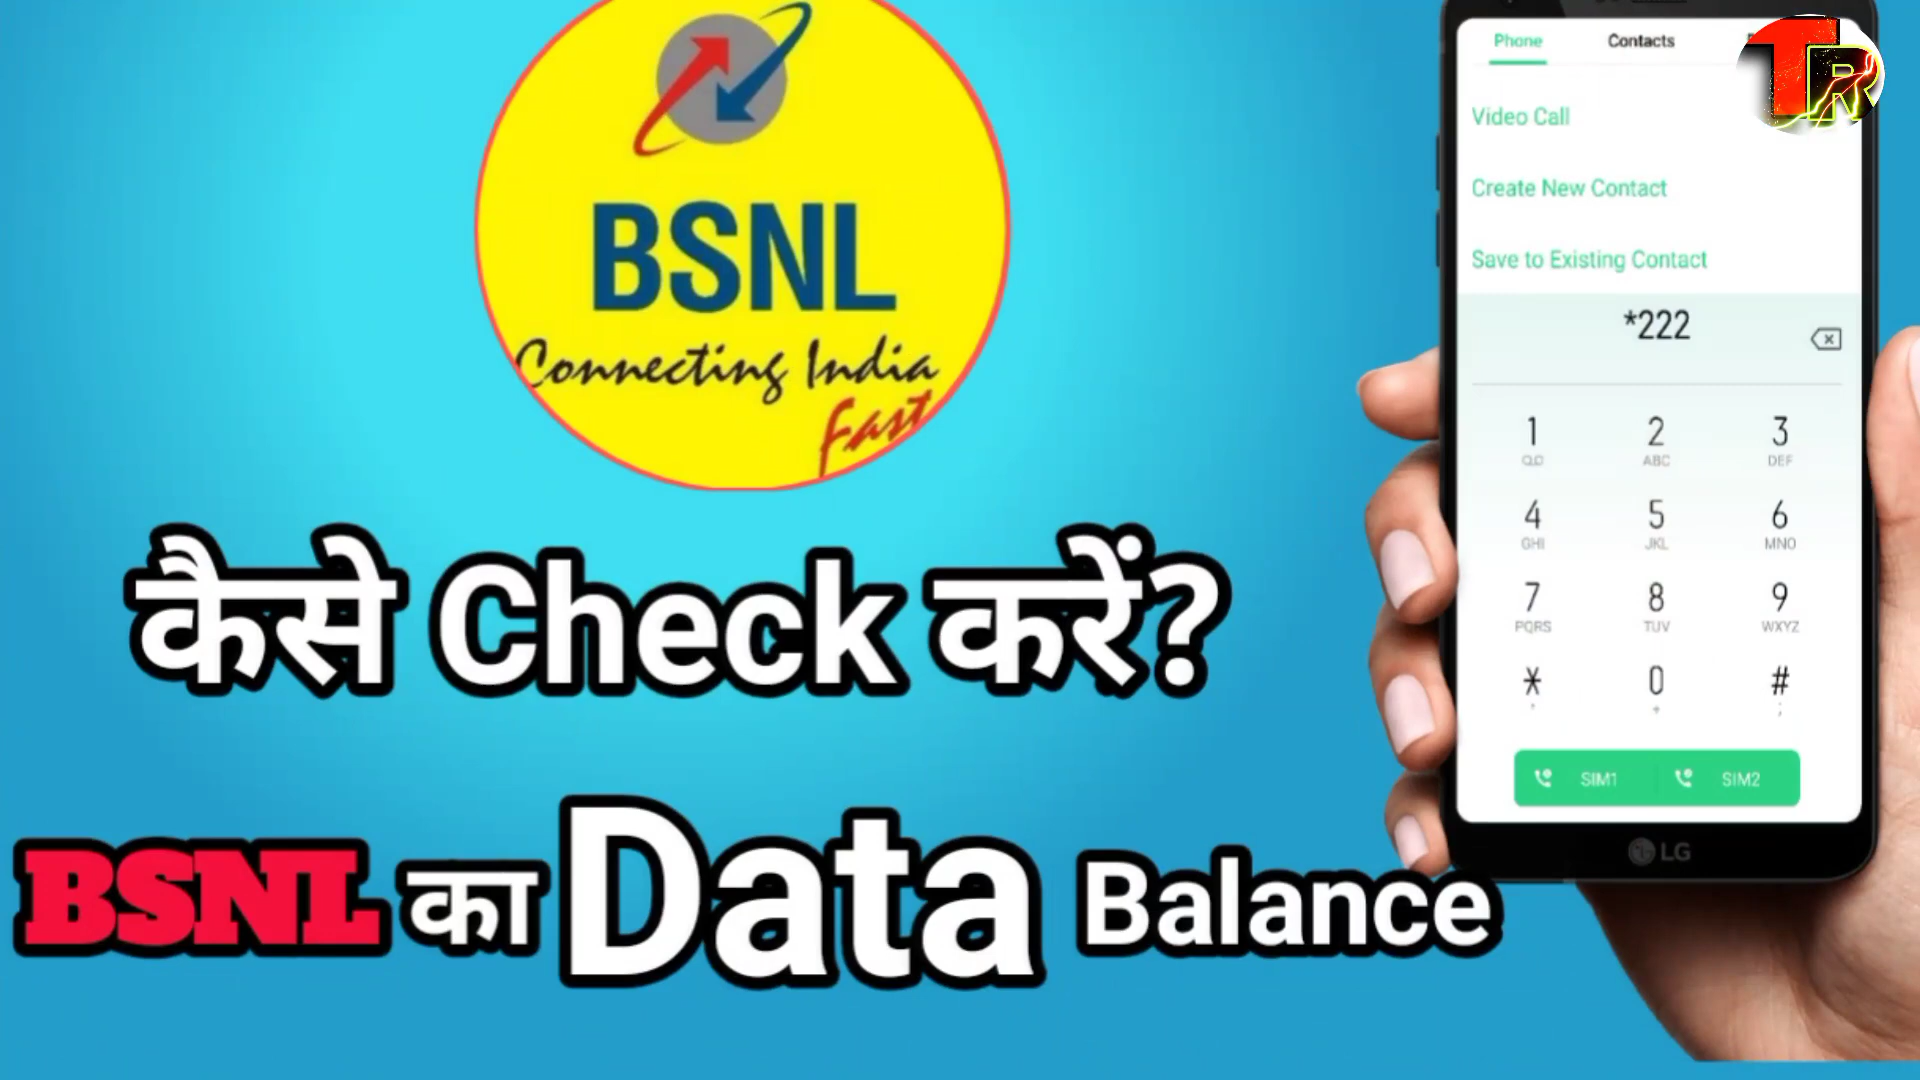 TR
BSNL
Connecting India
Fast
कैसे Check करें?
BSNL का Data Balance
Phone Contacts
Video Call
Create New Contact
Save to Existing Contact
*222
1 2 3
ABC DEF
4 5 6
GHI JKL MNO
7 8 9
PQRS TUV WXYZ
* 0 #
, + ;
SIM1 SIM2
LG